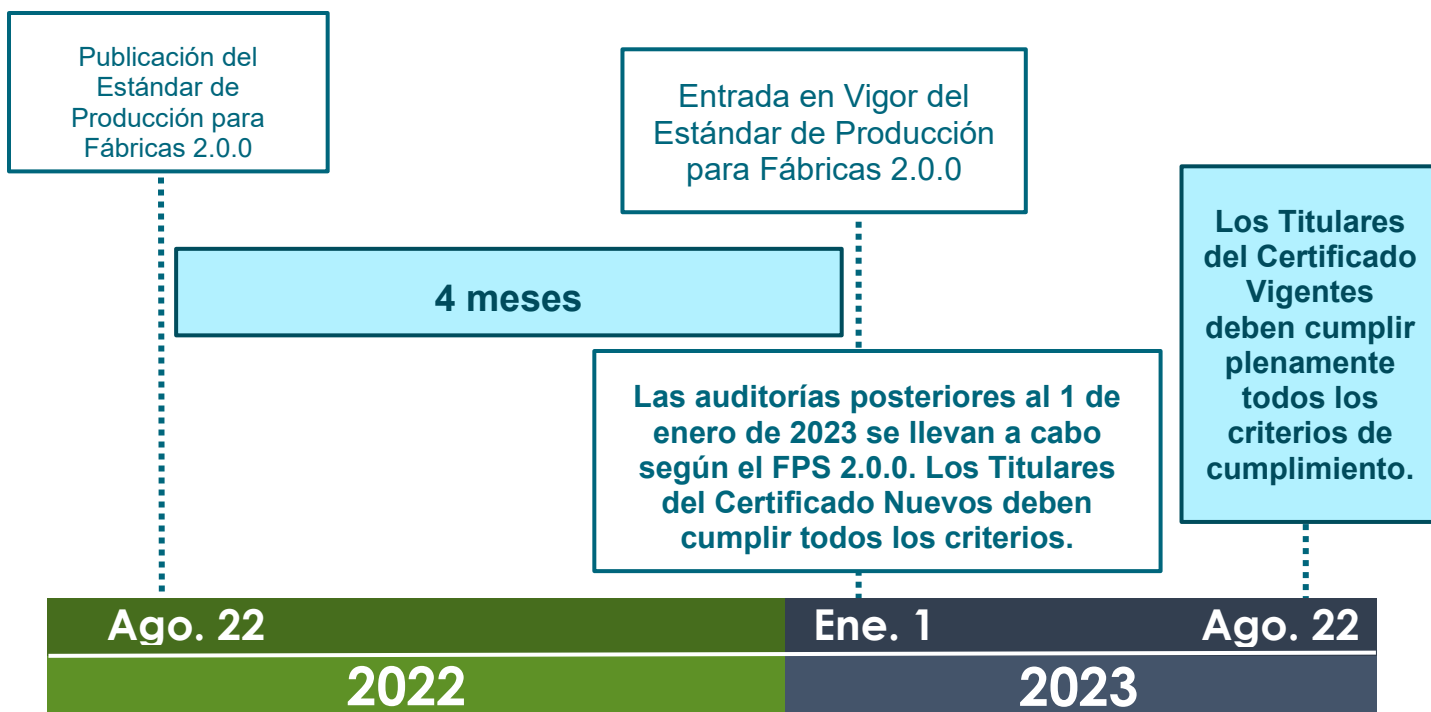 Publicación del
Estándar de
Producción para
Fábricas 2.0.0
Entrada en Vigor del
Estándar de Producción
para Fábricas 2.0.0
Los Titulares
del Certificado
Vigentes
deben cumplir
plenamente
todos los
criterios de
cumplimiento.
4 meses
Las auditorías posteriores al 1 de
enero de 2023 se llevan a cabo
según el FPS 2.0.0. Los Titulares
del Certificado Nuevos deben
cumplir todos los criterios.
Ago. 22
Ene. 1
Ago. 22
2022
2023